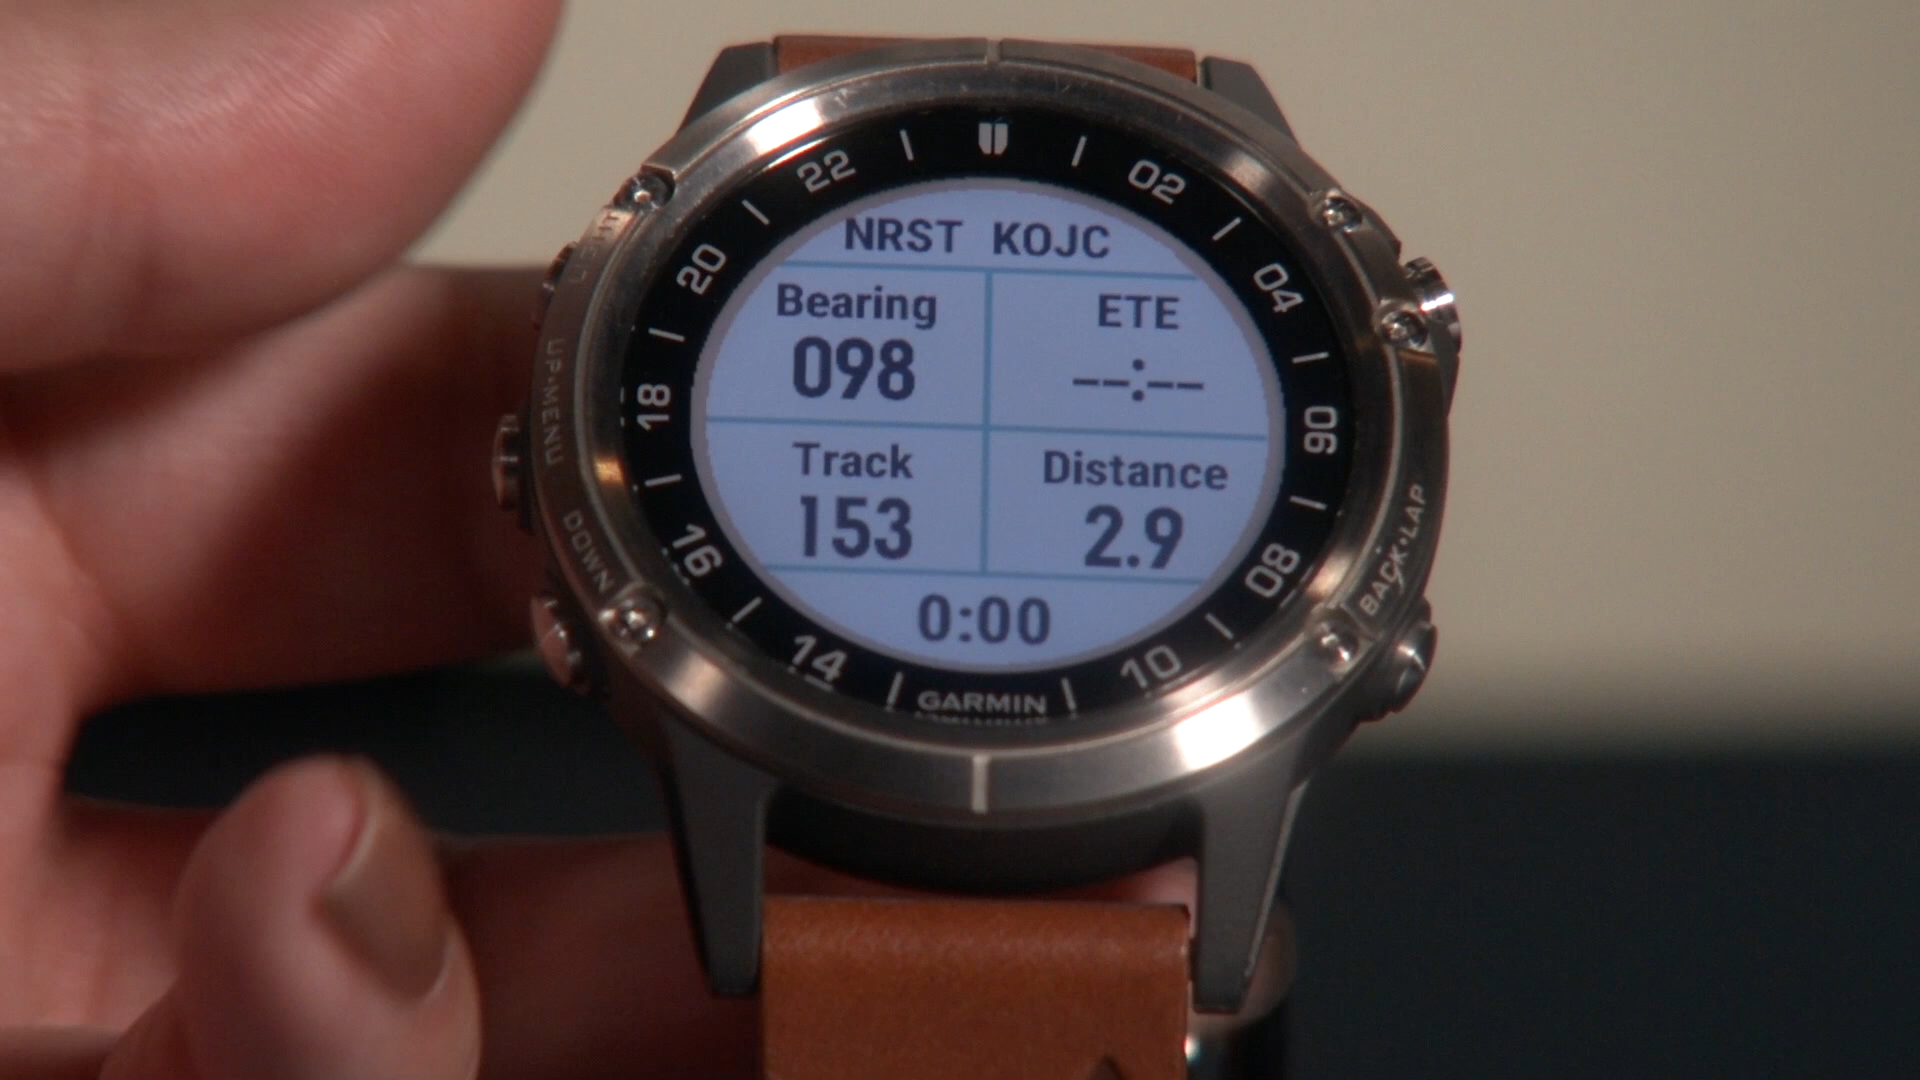 NRST KOJC
Bearing
098
ETE
--:--
Track
153
Distance
2.9
0:00
GARMIN
02
04
06
08
10
14
16
18
20
22
LIGHT
UP·MENU
DOWN
BACK·LAP